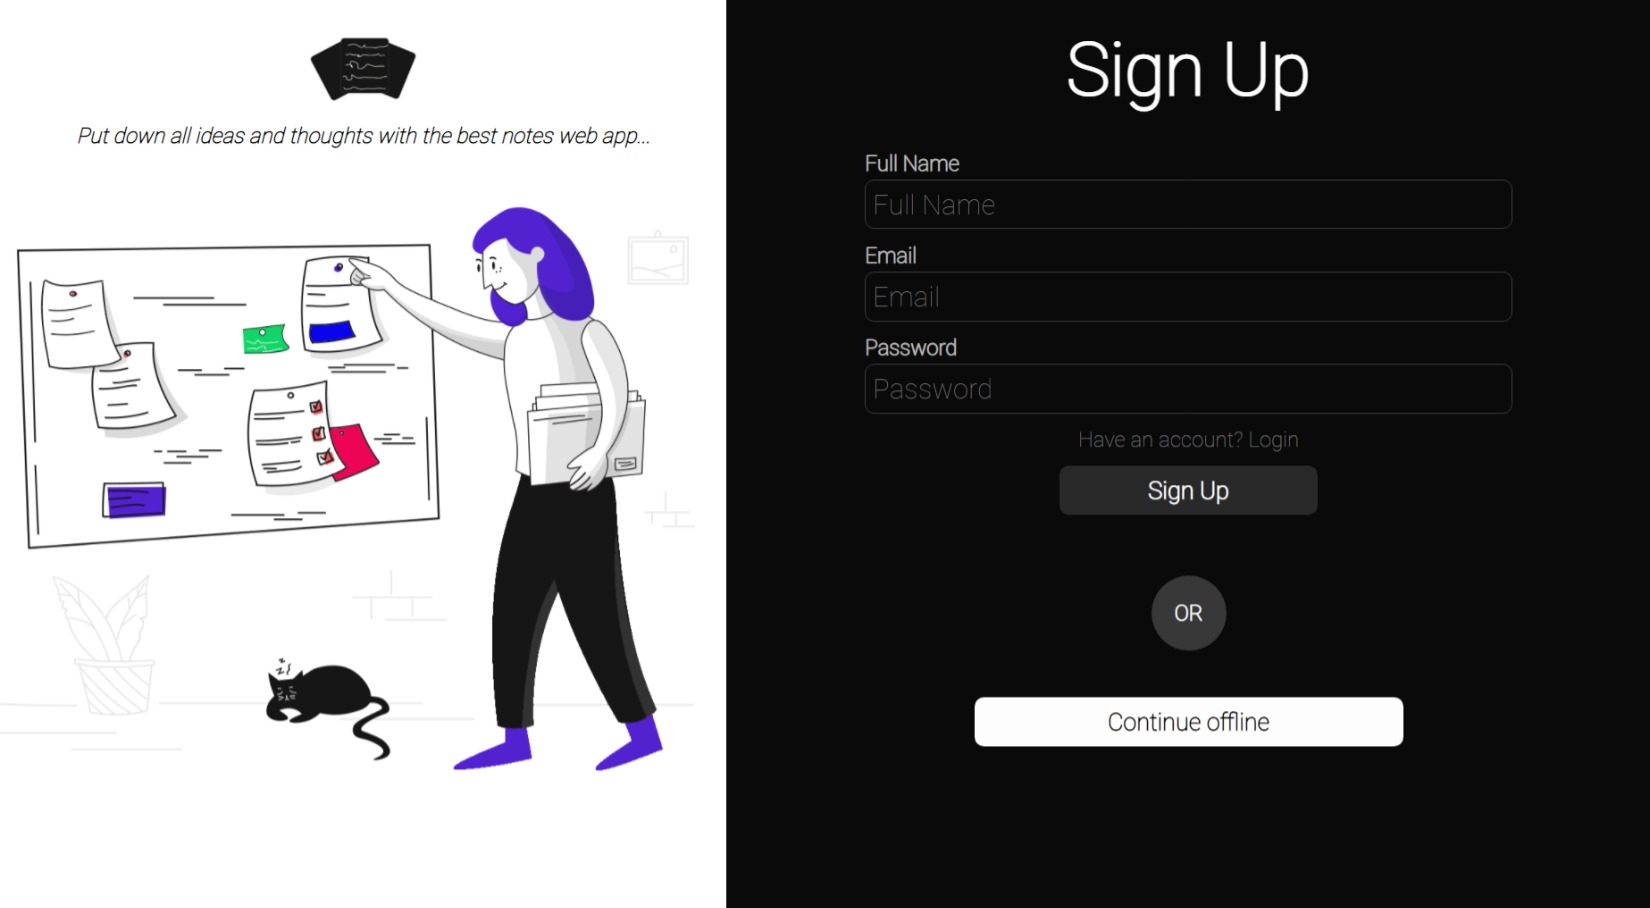 Put down all ideas and thoughts with the best notes web app...
Sign Up
Full Name
Full Name
Email
Email
Password
Password
Have an account? Login
Sign Up
OR
Continue offline